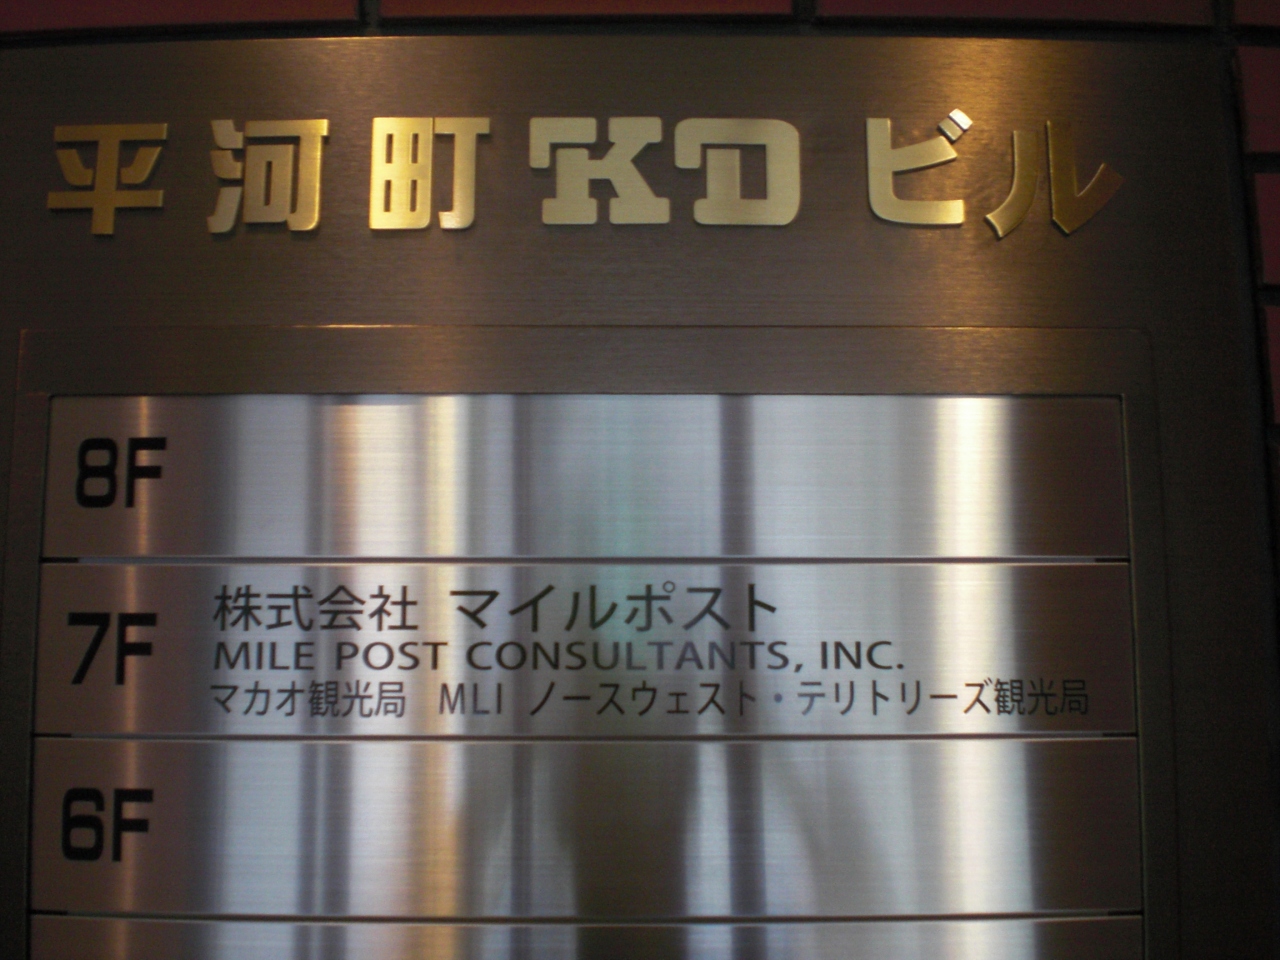 平河町KDビル
8F
7F 株式会社 マイルポスト
MILE POST CONSULTANTS, INC.
マカオ観光局 MLI ノースウェスト・テリトリーズ観光局
6F